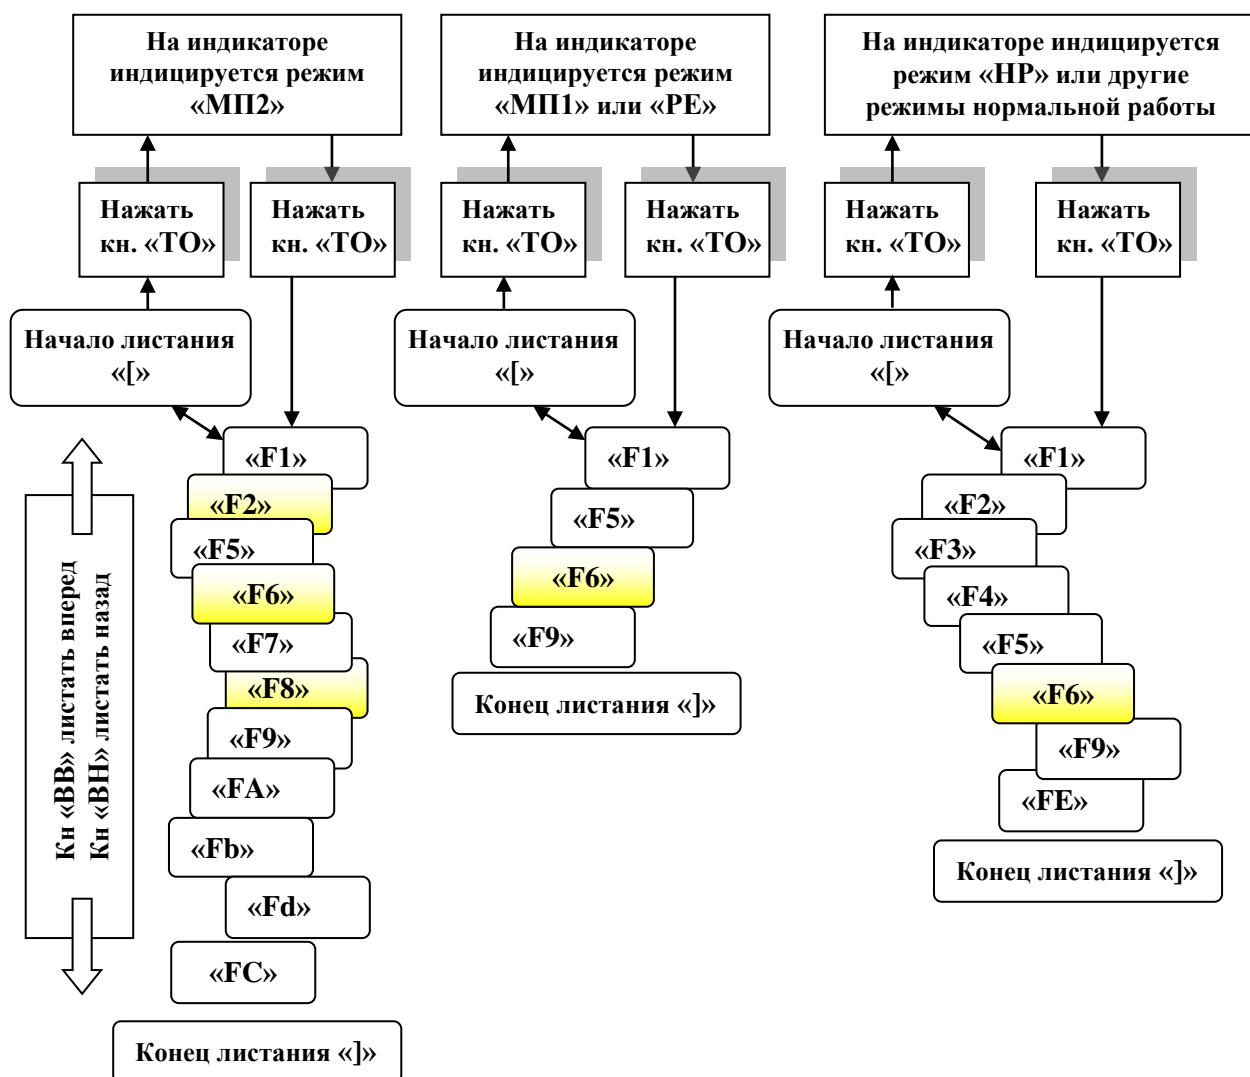 На индикаторе
индицируется режим
«МП2»
Нажать
кн. «ТО»
Нажать
кн. «ТО»
Начало листания
«[»
«F1»
«F2»
«F5»
«F6»
«F7»
«F8»
«F9»
«FA»
«Fb»
«Fd»
«FC»
Конец листания «]»
Кн «ВВ» листать вперед
Кн «ВН» листать назад
На индикаторе
индицируется режим
«МП1» или «РЕ»
Нажать
кн. «ТО»
Нажать
кн. «ТО»
Начало листания
«[»
«F1»
«F5»
«F6»
«F9»
Конец листания «]»
На индикаторе индицируется
режим «НР» или другие
режимы нормальной работы
Нажать
кн. «ТО»
Нажать
кн. «ТО»
Начало листания
«[»
«F1»
«F2»
«F3»
«F4»
«F5»
«F6»
«F9»
«FE»
Конец листания «]»